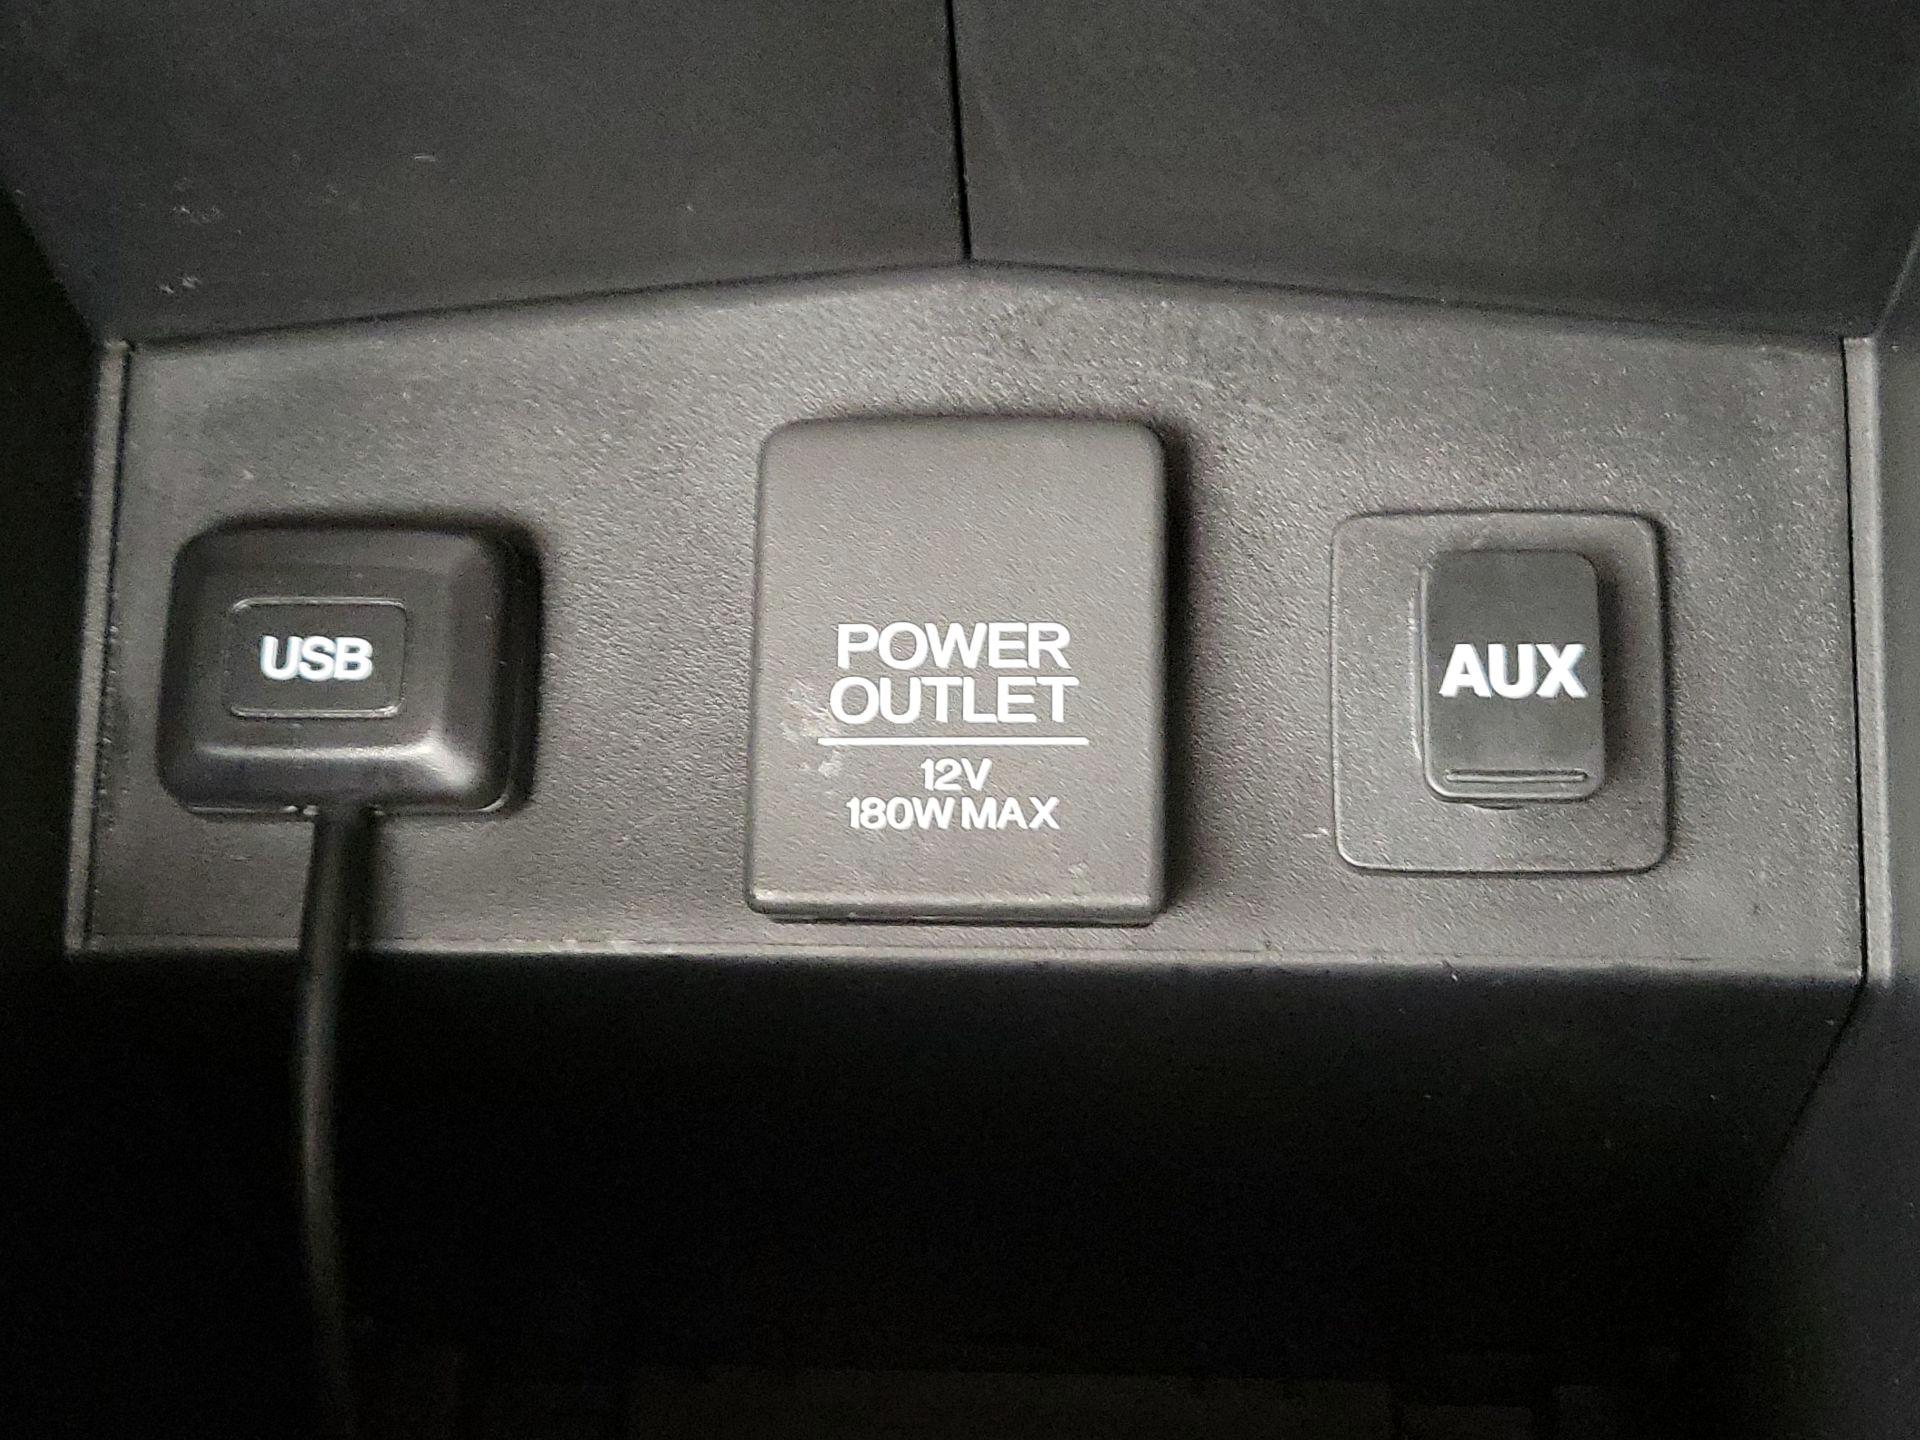 USB
POWER
OUTLET
12V
180W MAX
AUX